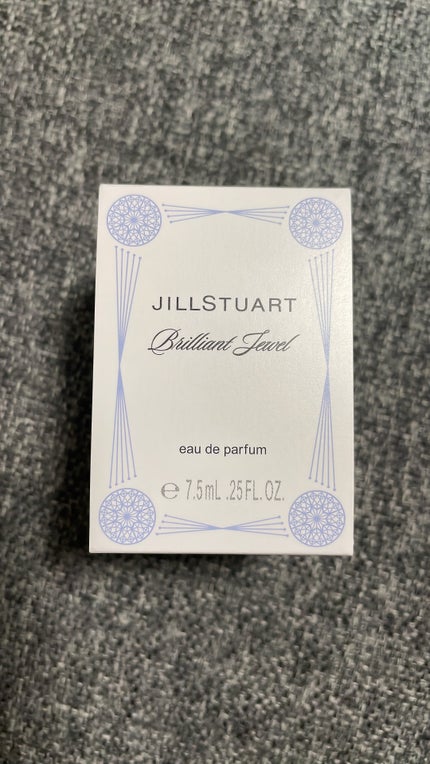 JILLSTUART
Brilliant Jewel
eau de parfum
℮ 7.5mL .25FL.OZ.